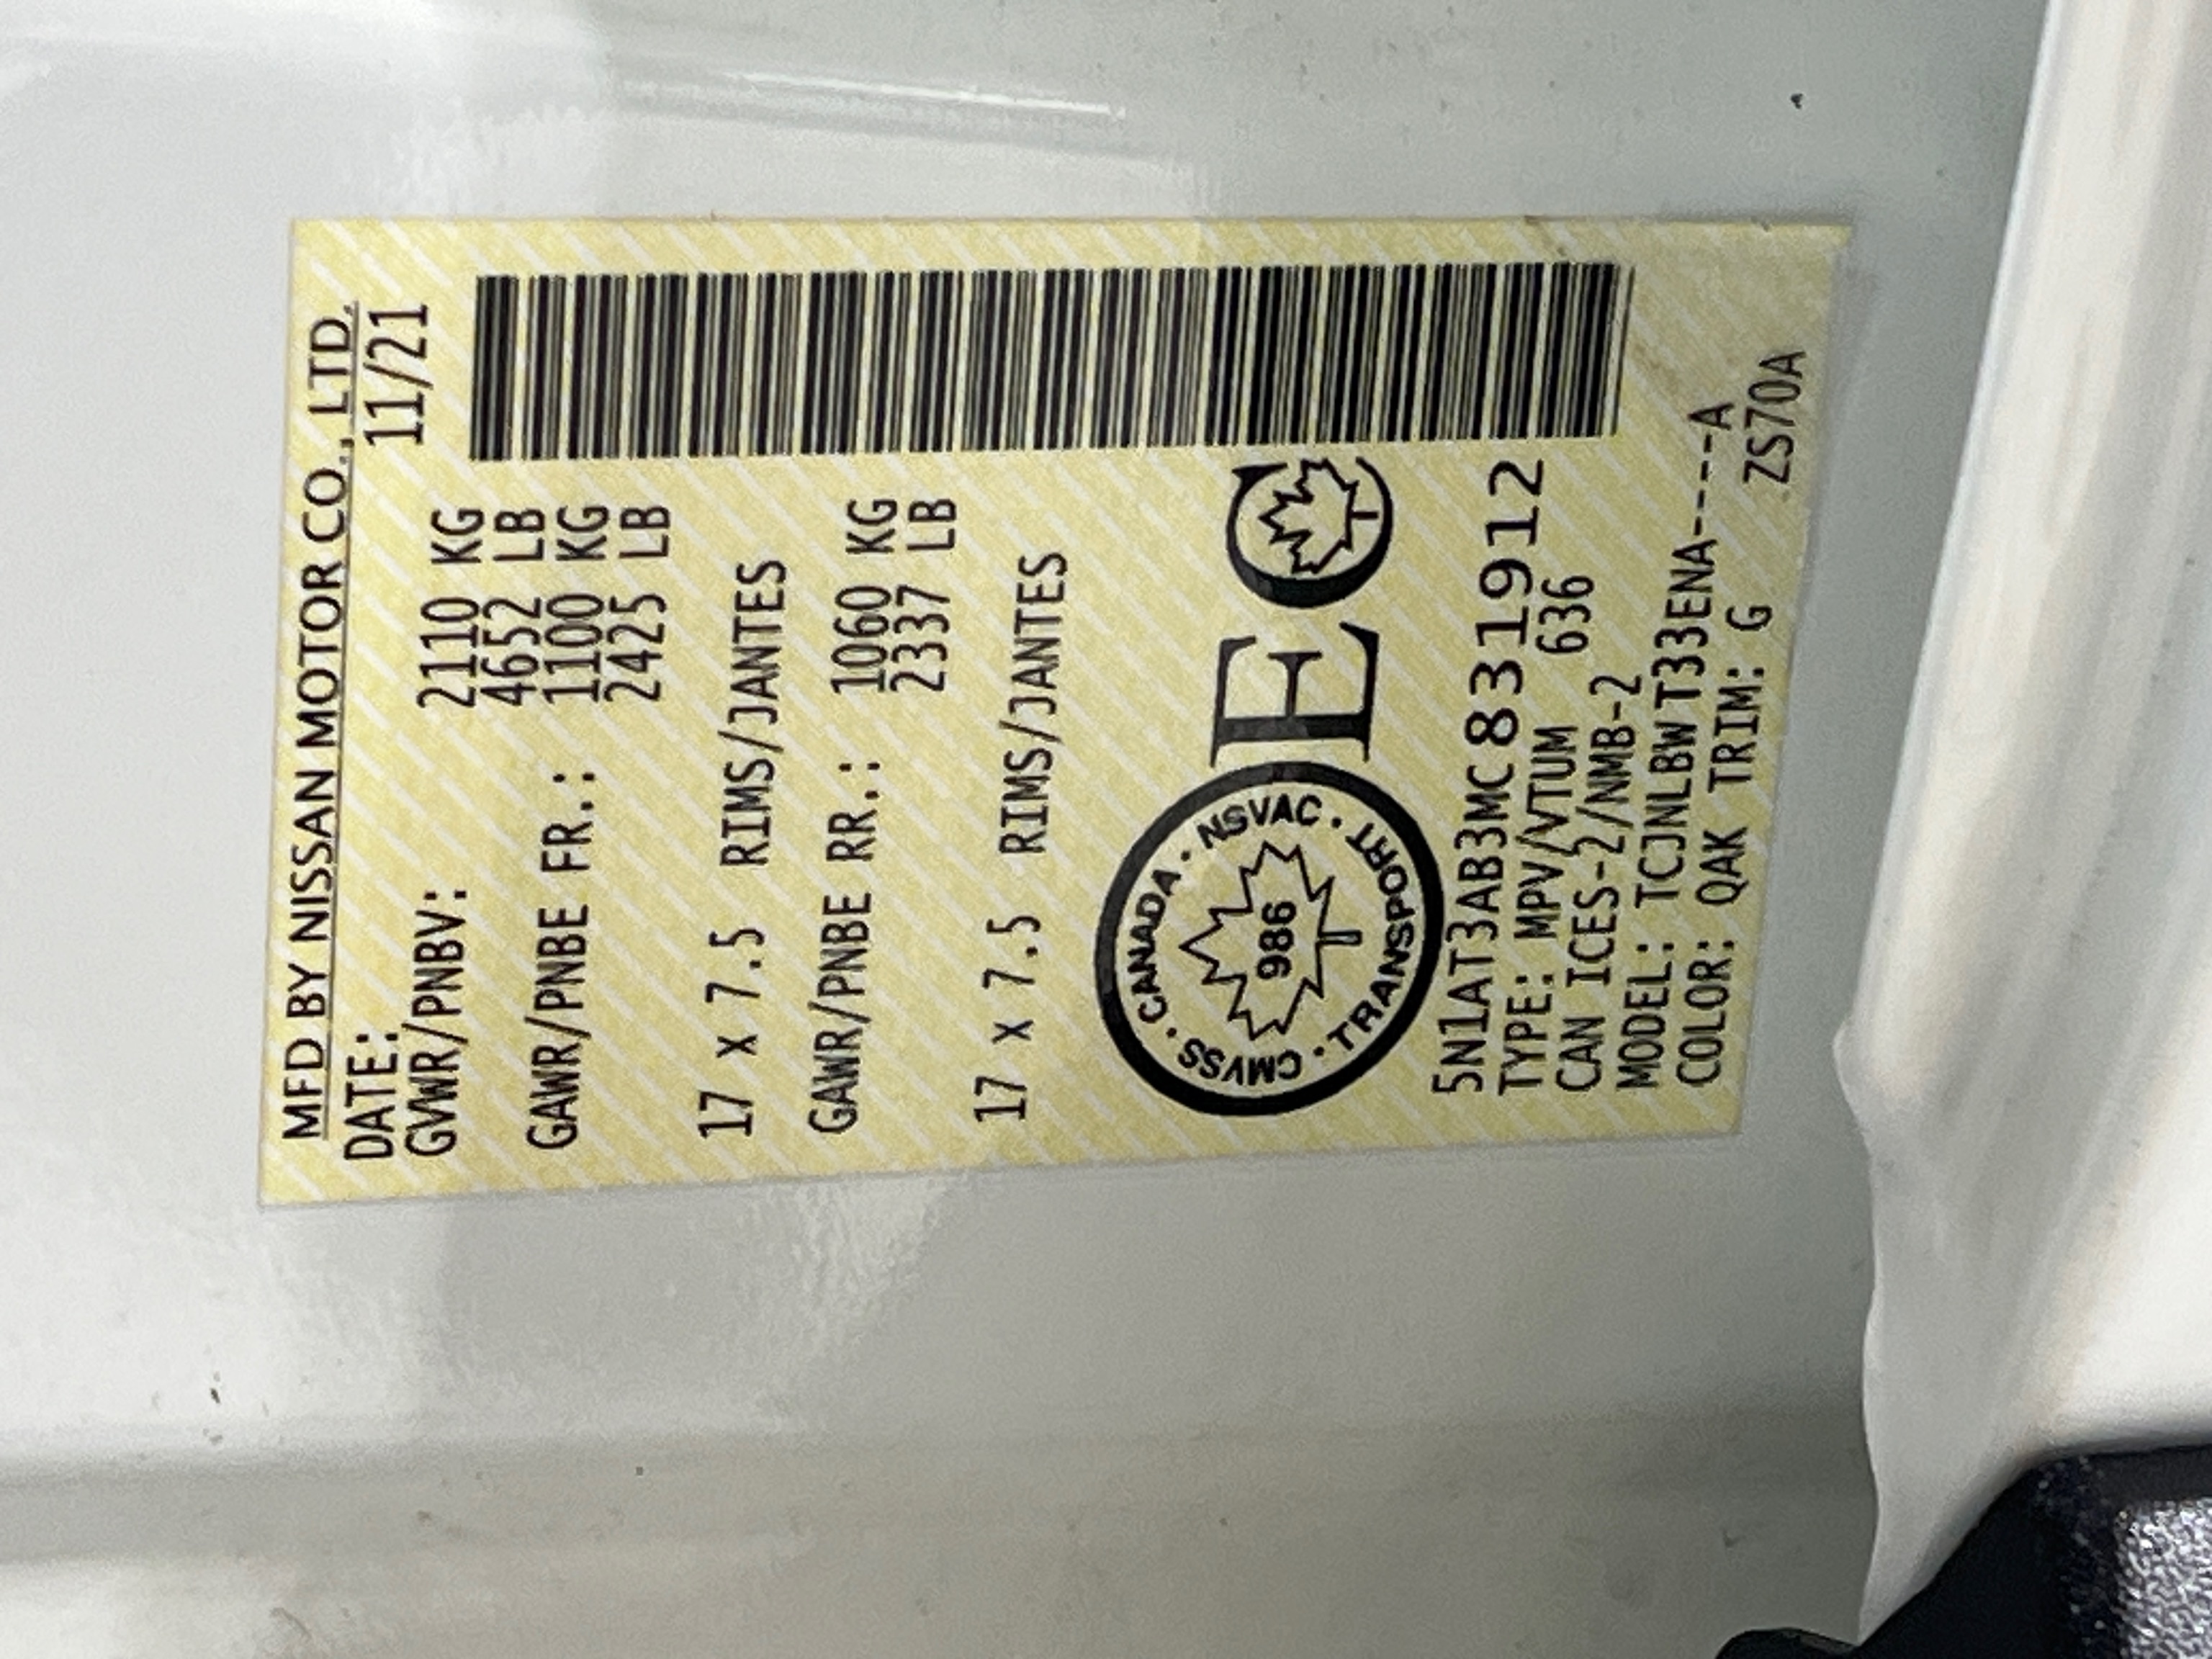 MFD BY NISSAN MOTOR CO., LTD.
DATE: 11/21
GVWR/PNBV: 2110 KG
4652 LB
GAWR/PNBE FR.: 1100 KG
2425 LB
17 x 7.5 RIMS/JANTES
GAWR/PNBE RR.: 1060 KG
2337 LB
17 x 7.5 RIMS/JANTES
CMVSS · CANADA · NSVAC · TRANSPORT · TRANSPORT ·
986
E C
5N1AT3AB3MC831912
TYPE: MPV/VTUM 636
CAN ICES-2/NMB-2
MODEL: TCJNLBWT33ENA----A
COLOR: QAK TRIM: G ZS70A